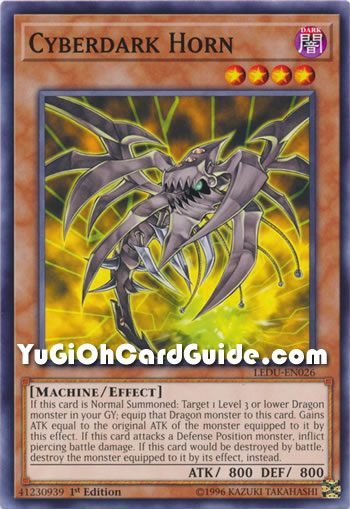 CYBERDARK HORN
DARK
闇
YuGiOhCardGuide.com
LEDU-EN026
[MACHINE/EFFECT]
If this card is Normal Summoned: Target 1 Level 3 or lower Dragon
monster in your GY; equip that Dragon monster to this card. Gains
ATK equal to the original ATK of the monster equipped to it by
this effect. If this card attacks a Defense Position monster, inflict
piercing battle damage. If this card would be destroyed by battle,
destroy the monster equipped to it by its effect, instead.
ATK/ 800 DEF/ 800
41230939 1st Edition ©1996 KAZUKI TAKAHASHI